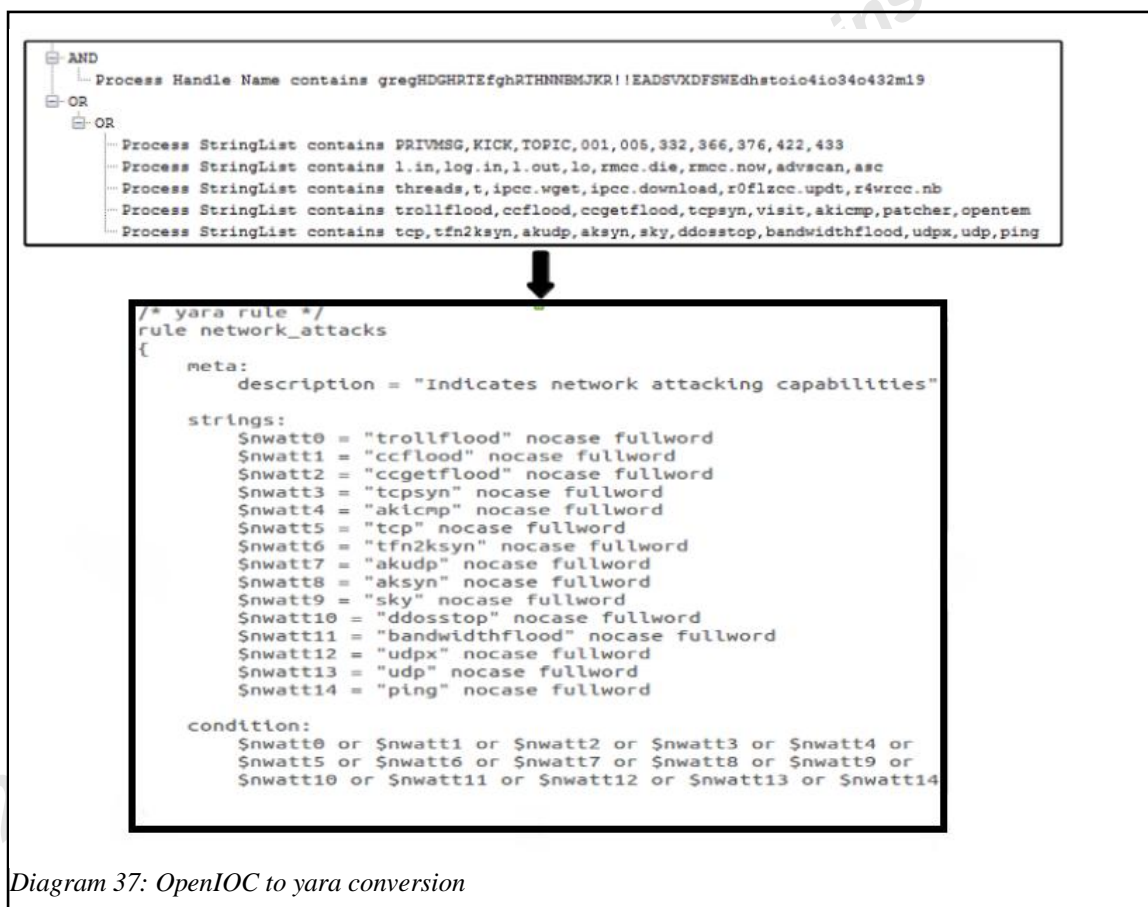 ins
AND
Process Handle Name contains gregHDGHRTEfghRTHNNBMJKR!!EADSVXDFSWEdhstoio4io34o432m19
OR
OR
Process StringList contains PRIVMSG,KICK,TOPIC,001,005,332,366,376,422,433
Process StringList contains l.in,log.in,l.out,lo,rmcc.die,rmcc.now,advscan,asc
Process StringList contains threads,t,ipcc.wget,ipcc.download,r0flzcc.updt,r4wrcc.nb
Process StringList contains trollflood,ccflood,ccgetflood,tcpsyn,visit,akicmp,patcher,opentem
Process StringList contains tcp,tfn2ksyn,akudp,aksyn,sky,ddosstop,bandwidthflood,udpx,udp,ping
/* yara rule */
rule network_attacks
{
meta:
description = "Indicates network attacking capabilities"
strings:
$nwatt0 = "trollflood" nocase fullword
$nwatt1 = "ccflood" nocase fullword
$nwatt2 = "ccgetflood" nocase fullword
$nwatt3 = "tcpsyn" nocase fullword
$nwatt4 = "akicmp" nocase fullword
$nwatt5 = "tcp" nocase fullword
$nwatt6 = "tfn2ksyn" nocase fullword
$nwatt7 = "akudp" nocase fullword
$nwatt8 = "aksyn" nocase fullword
$nwatt9 = "sky" nocase fullword
$nwatt10 = "ddosstop" nocase fullword
$nwatt11 = "bandwidthflood" nocase fullword
$nwatt12 = "udpx" nocase fullword
$nwatt13 = "udp" nocase fullword
$nwatt14 = "ping" nocase fullword
condition:
$nwatt0 or $nwatt1 or $nwatt2 or $nwatt3 or $nwatt4 or
$nwatt5 or $nwatt6 or $nwatt7 or $nwatt8 or $nwatt9 or
$nwatt10 or $nwatt11 or $nwatt12 or $nwatt13 or $nwatt14
Diagram 37: OpenIOC to yara conversion